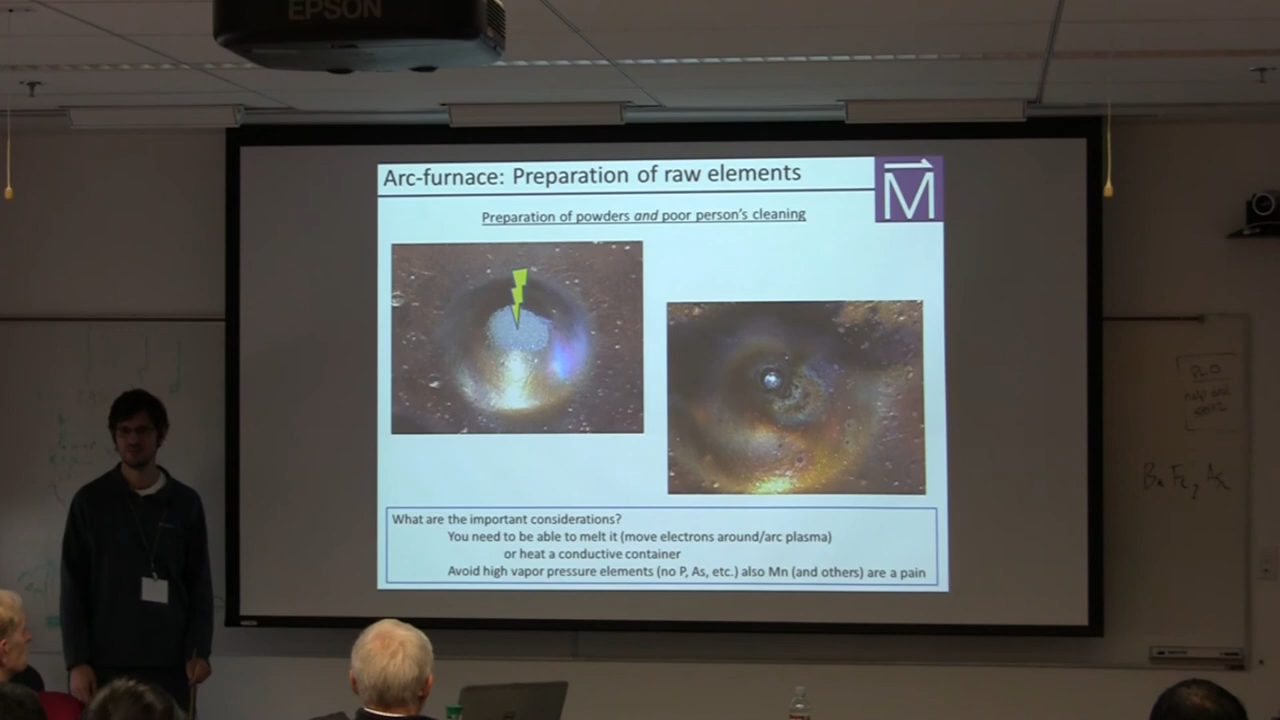 EPSON
Arc-furnace: Preparation of raw elements
M
Preparation of powders and poor person's cleaning
What are the important considerations?
You need to be able to melt it (move electrons around/arc plasma)
or heat a conductive container
Avoid high vapor pressure elements (no P, As, etc.) also Mn (and others) are a pain
Ba Fe2 As2